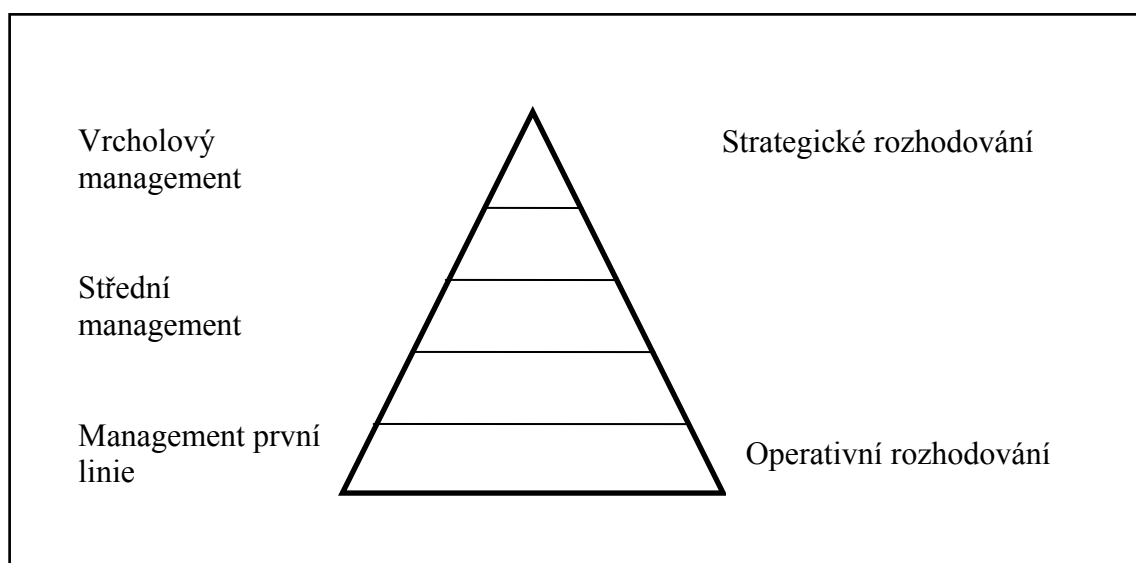 Vrcholový
management
Strategické rozhodování
Střední
management
Management první
linie
Operativní rozhodování